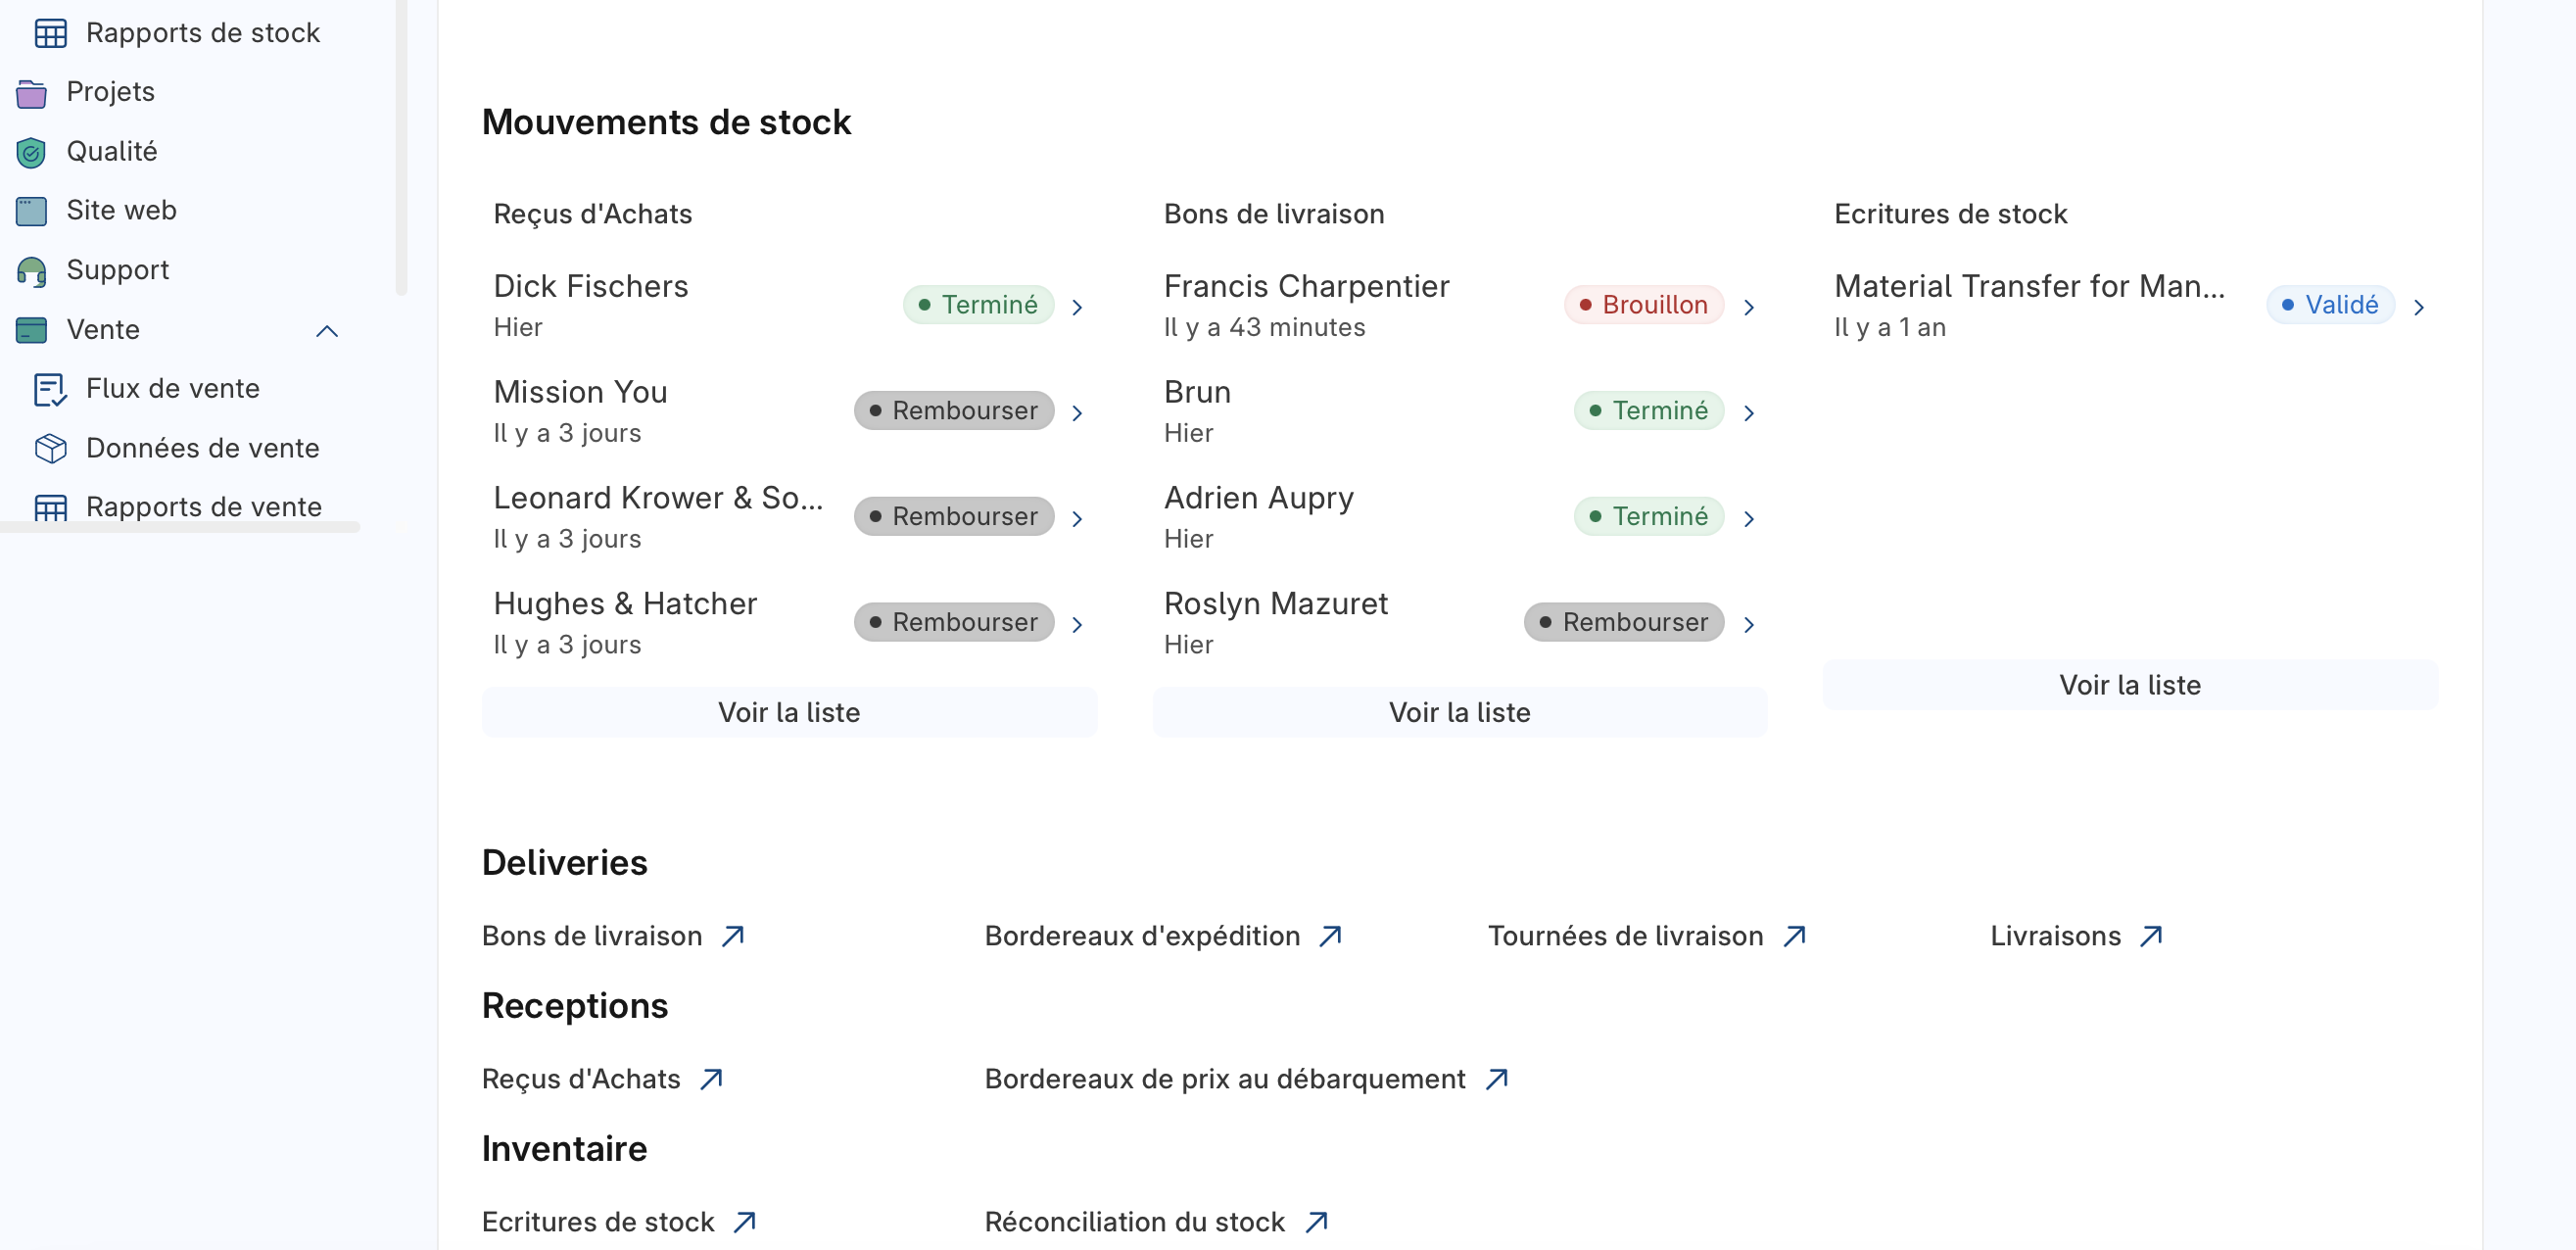 Rapports de stock
Projets
Qualité
Site web
Support
Vente
Flux de vente
Données de vente
Rapports de vente
Mouvements de stock
Reçus d'Achats
Dick Fischers
Hier
Terminé
Mission You
Il y a 3 jours
Rembourser
Leonard Krower & So...
Il y a 3 jours
Rembourser
Hughes & Hatcher
Il y a 3 jours
Rembourser
Voir la liste
Bons de livraison
Francis Charpentier
Il y a 43 minutes
Brouillon
Brun
Hier
Terminé
Adrien Aupry
Hier
Terminé
Roslyn Mazuret
Hier
Rembourser
Voir la liste
Ecritures de stock
Material Transfer for Man...
Il y a 1 an
Validé
Voir la liste
Deliveries
Bons de livraison
Bordereaux d'expédition
Tournées de livraison
Livraisons
Receptions
Reçus d'Achats
Bordereaux de prix au débarquement
Inventaire
Ecritures de stock
Réconciliation du stock